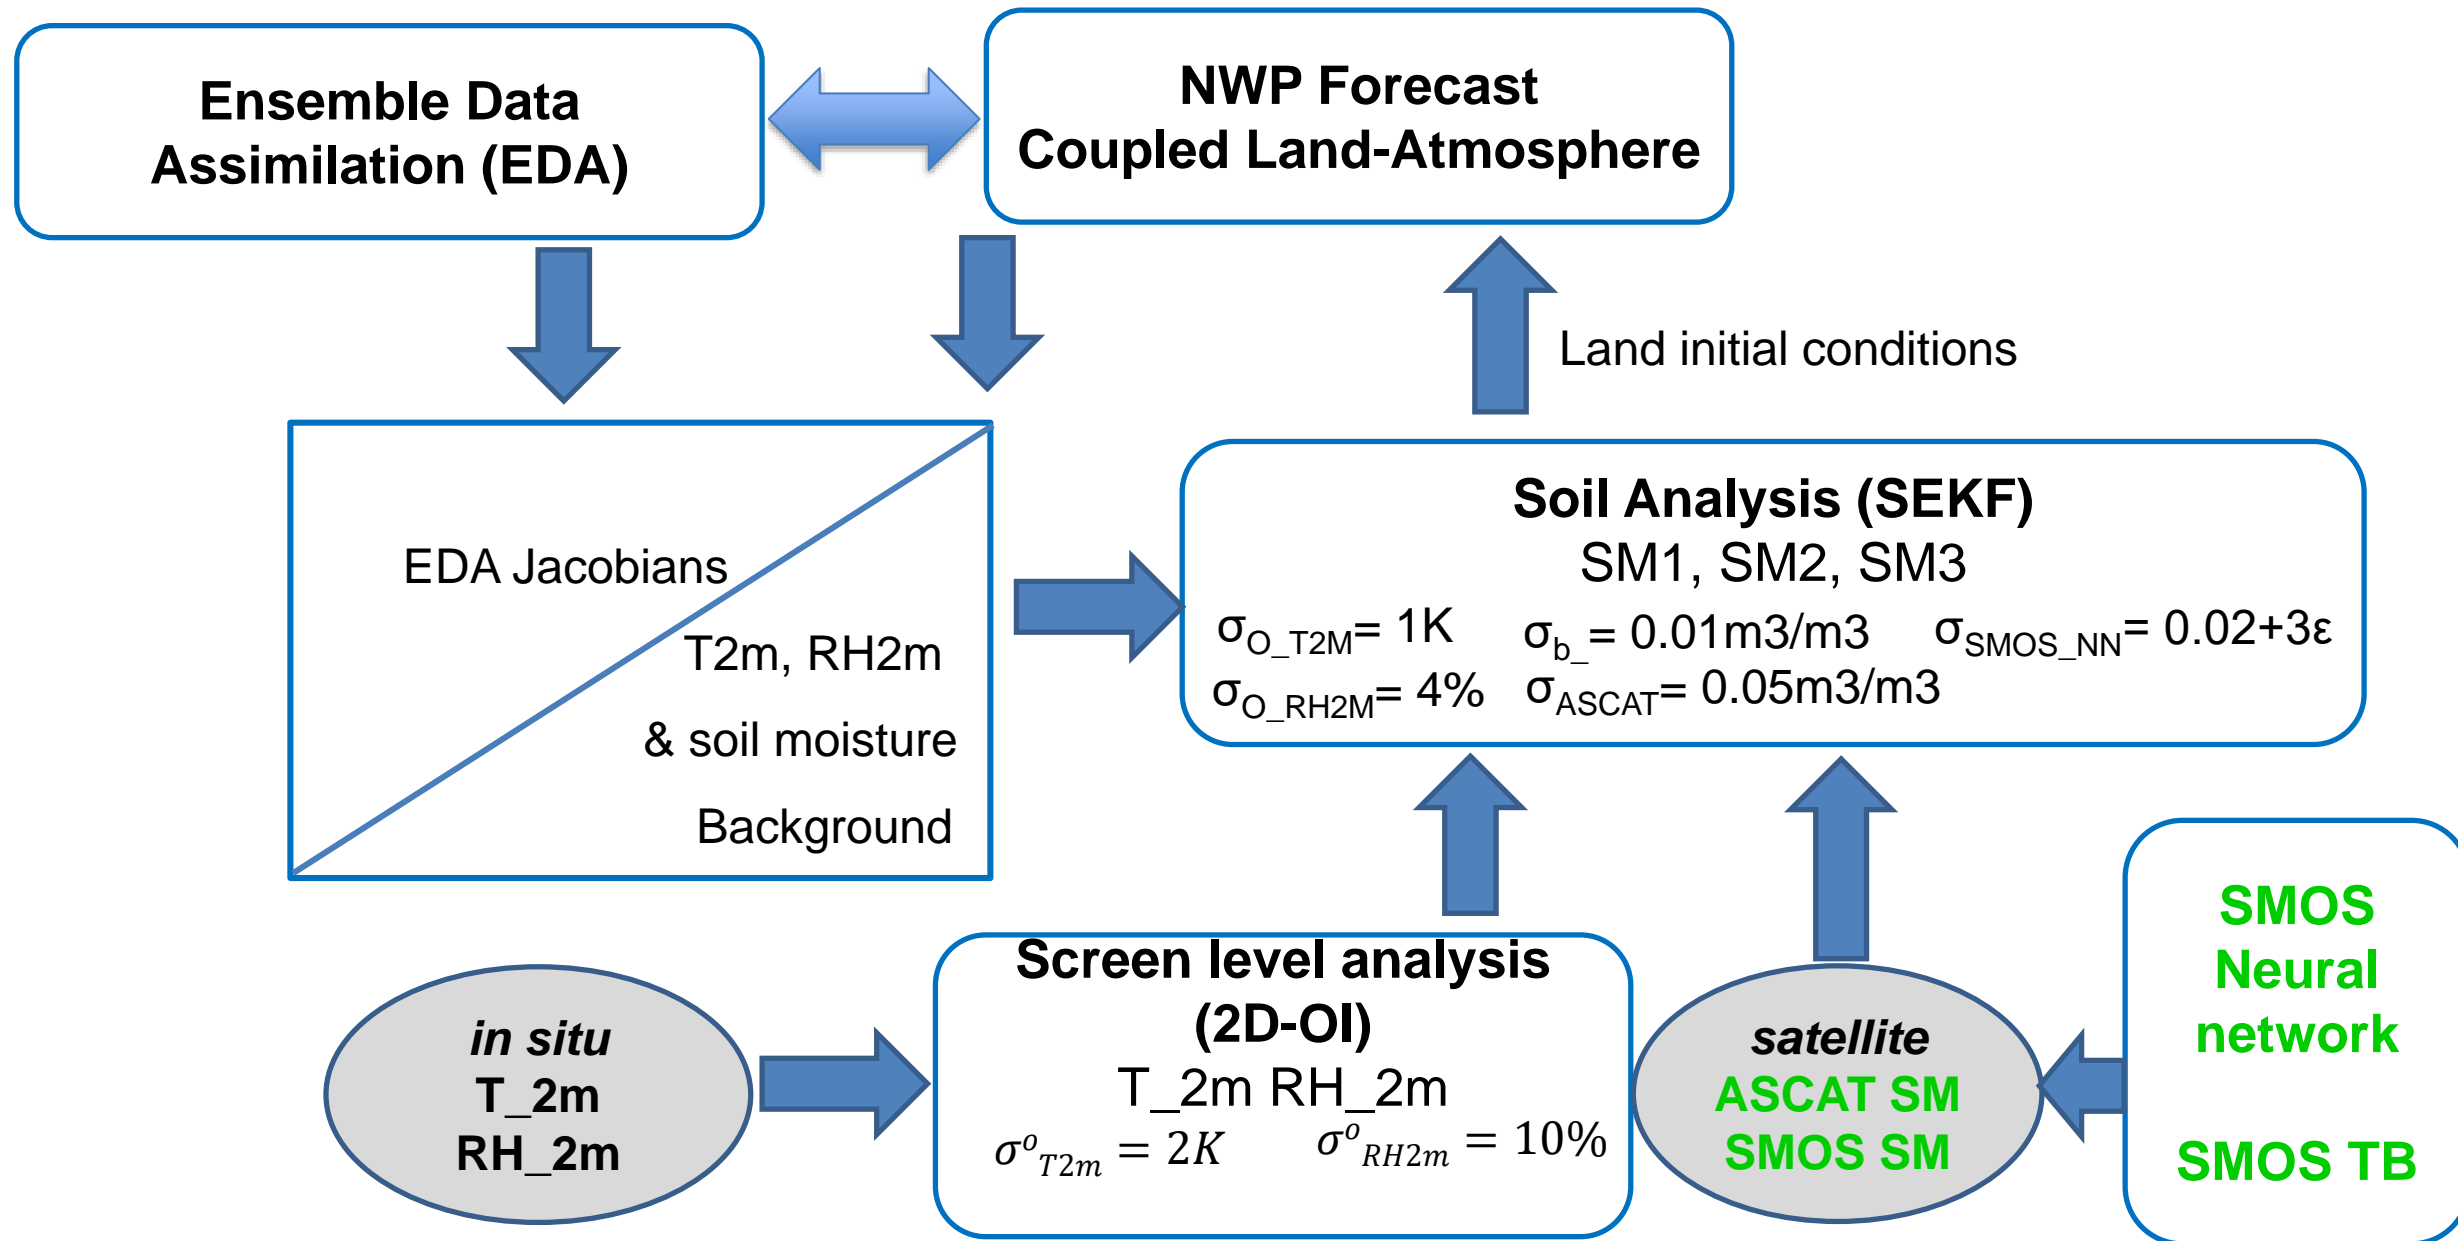 Ensemble Data
Assimilation (EDA)
NWP Forecast
Coupled Land-Atmosphere
Land initial conditions
EDA Jacobians
T2m, RH2m
& soil moisture
Background
Soil Analysis (SEKF)
SM1, SM2, SM3
σO_T2M= 1K
σb_= 0.01m3/m3
σSMOS_NN= 0.02+3ε
σO_RH2M= 4%
σASCAT= 0.05m3/m3
in situ
T_2m
RH_2m
Screen level analysis
(2D-OI)
T_2m RH_2m
σᵒT2m = 2K
σᵒRH2m = 10%
satellite
ASCAT SM
SMOS SM
SMOS
Neural
network
SMOS TB